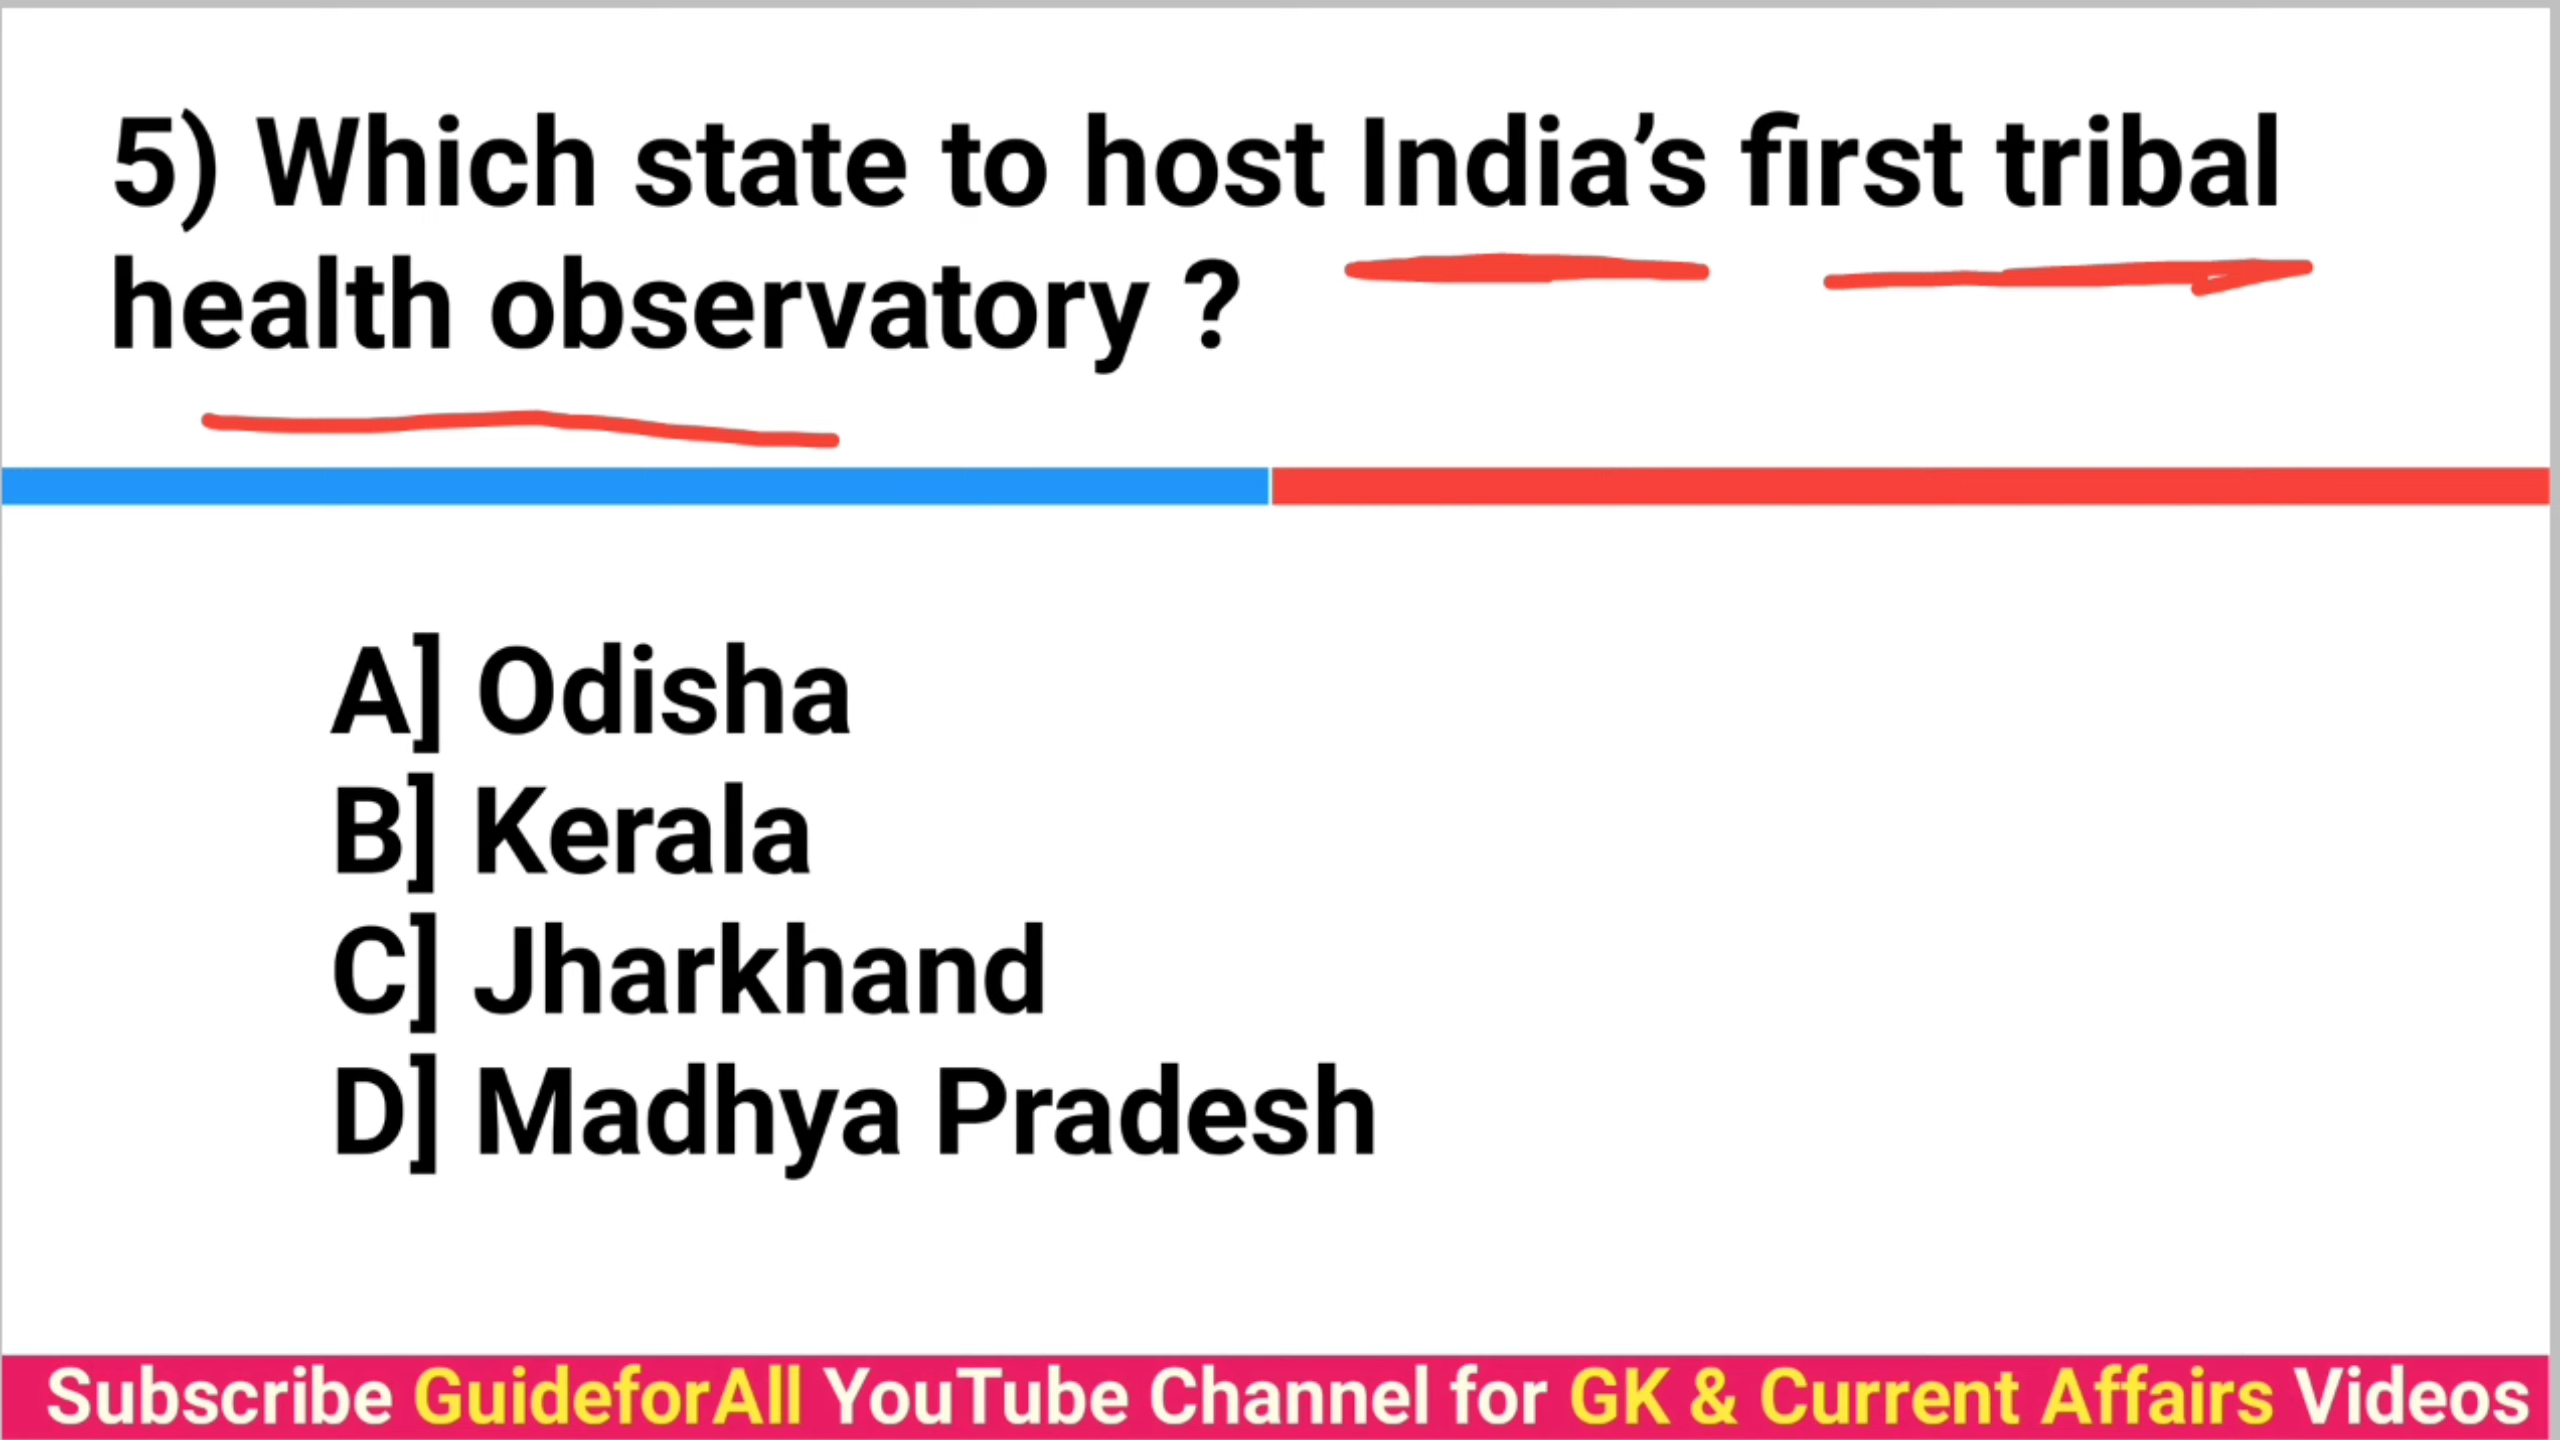 5) Which state to host India’s first tribal
health observatory ?
A] Odisha
B] Kerala
C] Jharkhand
D] Madhya Pradesh
Subscribe GuideforAll YouTube Channel for GK & Current Affairs Videos